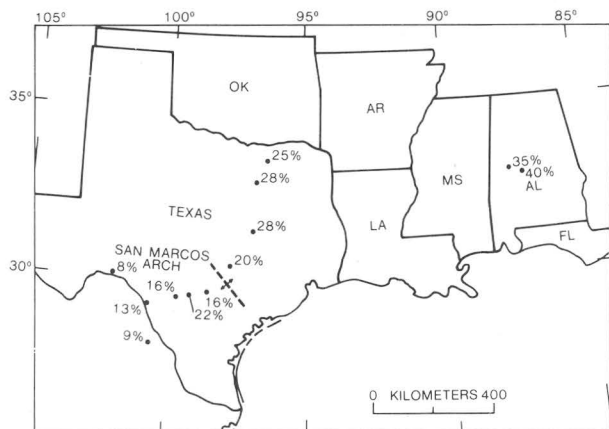 105° 100° 95° 90° 85°
OK
AR
35°
25%
35%
28%
40%
MS
AL
TEXAS
28%
LA
FL
SAN MARCOS
20%
ARCH
30°
8%
16%
16%
13%
22%
9%
0 KILOMETERS 400